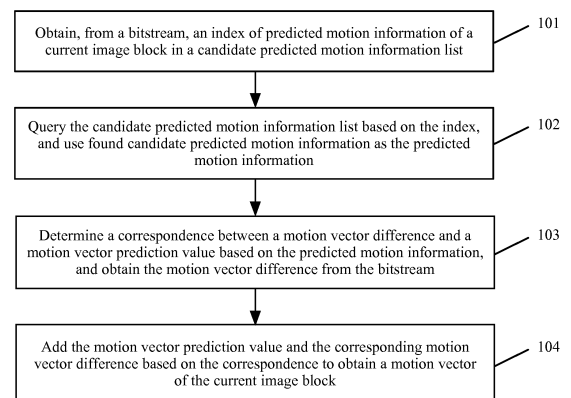 Obtain, from a bitstream, an index of predicted motion information of a
current image block in a candidate predicted motion information list
101
Query the candidate predicted motion information list based on the index,
and use found candidate predicted motion information as the predicted
motion information
102
Determine a correspondence between a motion vector difference and a
motion vector prediction value based on the predicted motion information,
and obtain the motion vector difference from the bitstream
103
Add the motion vector prediction value and the corresponding motion
vector difference based on the correspondence to obtain a motion vector
of the current image block
104